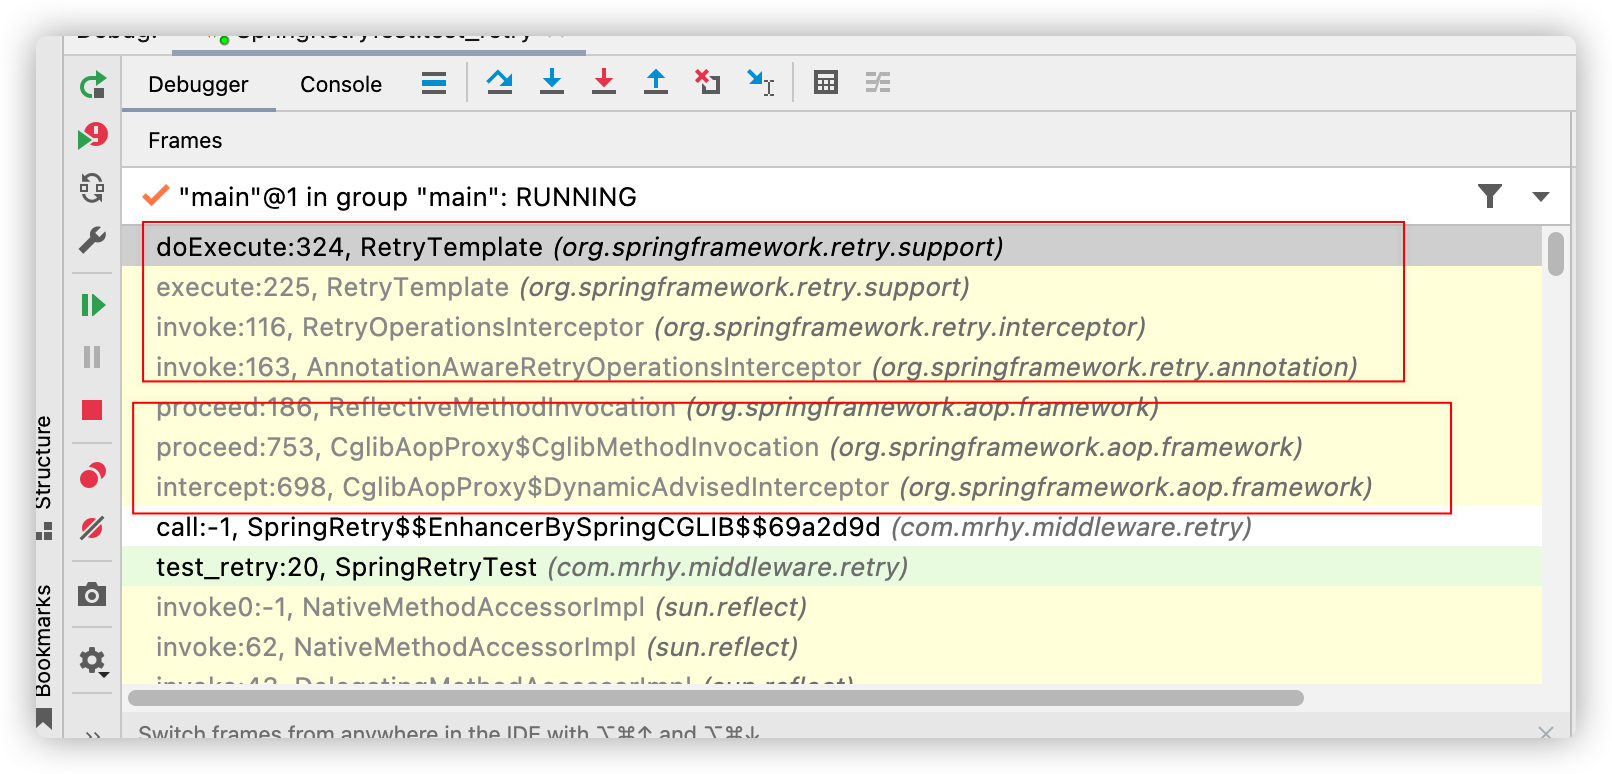 Debug: SpringRetryTest.test_retry ×
Debugger Console
Frames
"main"@1 in group "main": RUNNING
doExecute:324, RetryTemplate (org.springframework.retry.support)
execute:225, RetryTemplate (org.springframework.retry.support)
invoke:116, RetryOperationsInterceptor (org.springframework.retry.interceptor)
invoke:163, AnnotationAwareRetryOperationsInterceptor (org.springframework.retry.annotation)
proceed:186, ReflectiveMethodInvocation (org.springframework.aop.framework)
proceed:753, CglibAopProxy$CglibMethodInvocation (org.springframework.aop.framework)
intercept:698, CglibAopProxy$DynamicAdvisedInterceptor (org.springframework.aop.framework)
call:-1, SpringRetry$$EnhancerBySpringCGLIB$$69a2d9d (com.mrhy.middleware.retry)
test_retry:20, SpringRetryTest (com.mrhy.middleware.retry)
invoke0:-1, NativeMethodAccessorImpl (sun.reflect)
invoke:62, NativeMethodAccessorImpl (sun.reflect)
invoke:43, DelegatingMethodAccessorImpl (sun.reflect)
Switch frames from anywhere in the IDE with ⌥⌘↑ and ⌥⌘↓
Structure
Bookmarks